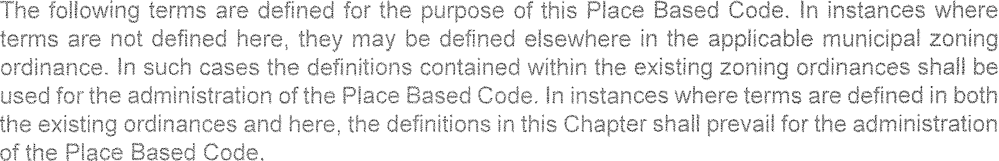 The following terms are defined for the purpose of this Place Based Code. In instances where
terms are not defined here, they may be defined elsewhere in the applicable municipal zoning
ordinance. In such cases the definitions contained within the existing zoning ordinances shall be
used for the administration of the Place Based Code. In instances where terms are defined in both
the existing ordinances and here, the definitions in this Chapter shall prevail for the administration
of the Place Based Code.